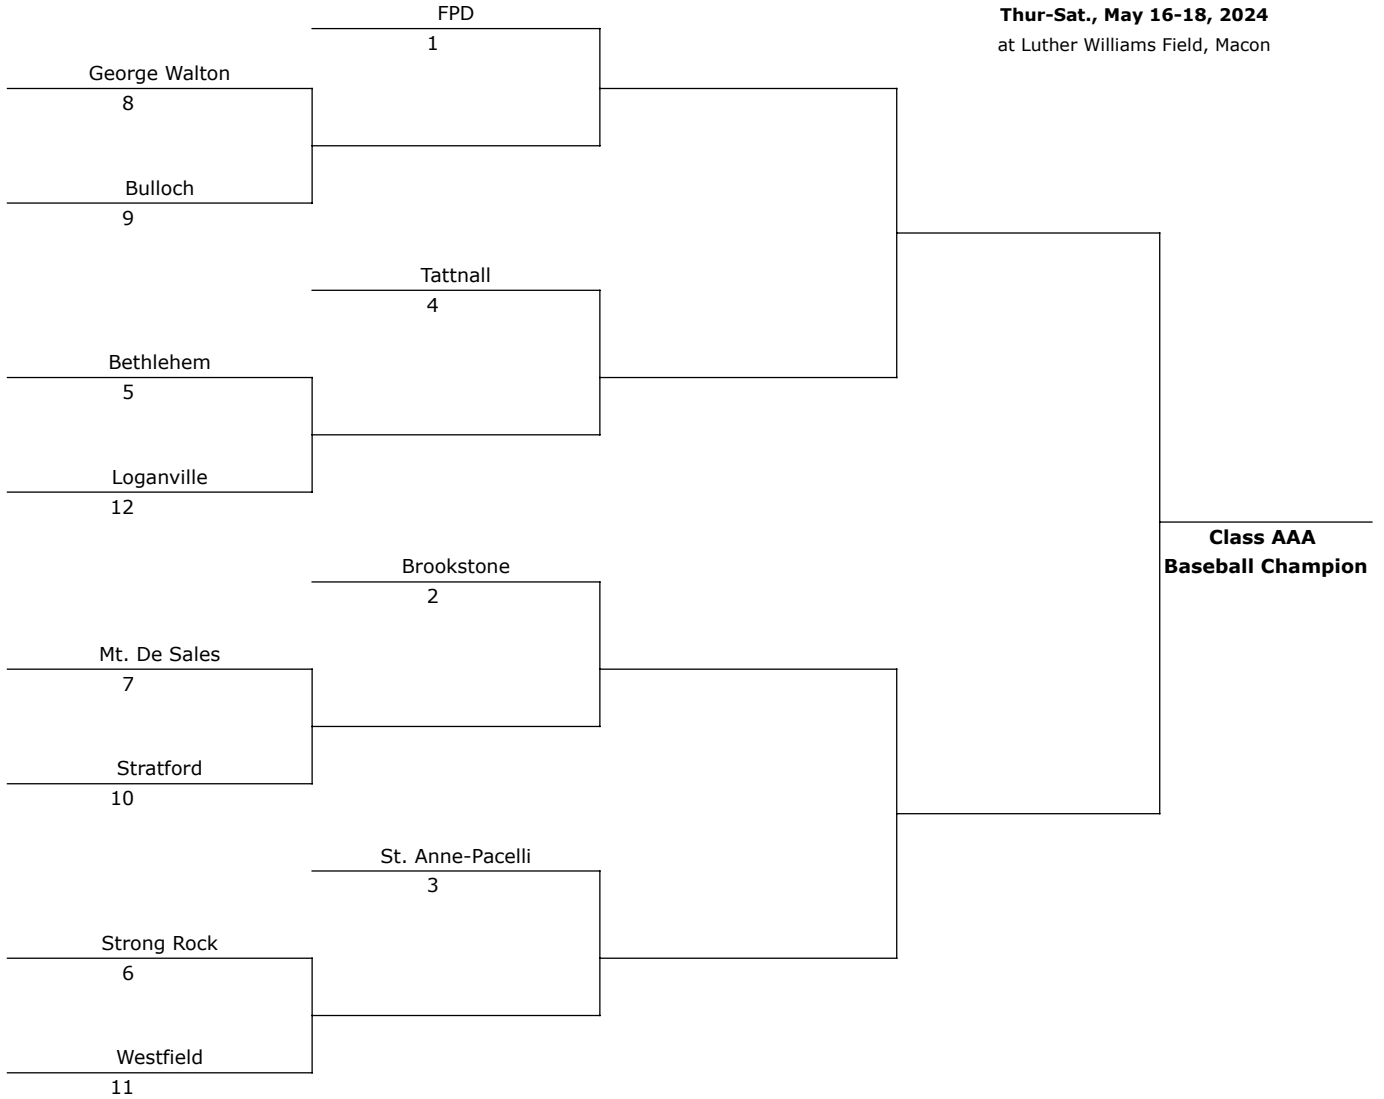 FPD
1
Thur-Sat., May 16-18, 2024
at Luther Williams Field, Macon
George Walton
8
Bulloch
9
Tattnall
4
Bethlehem
5
Loganville
12
Class AAA
Baseball Champion
Brookstone
2
Mt. De Sales
7
Stratford
10
St. Anne-Pacelli
3
Strong Rock
6
Westfield
11